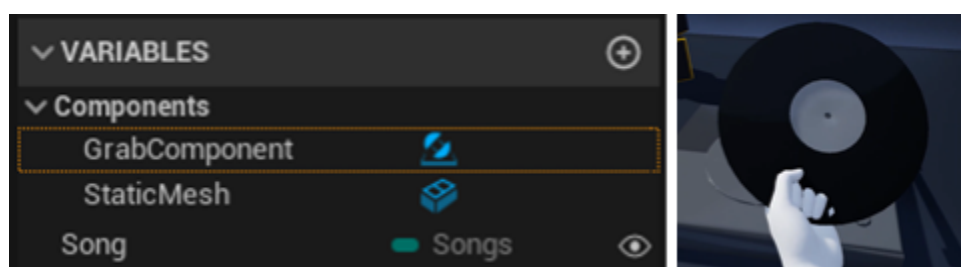 VARIABLES
Components
GrabComponent
StaticMesh
Song Songs